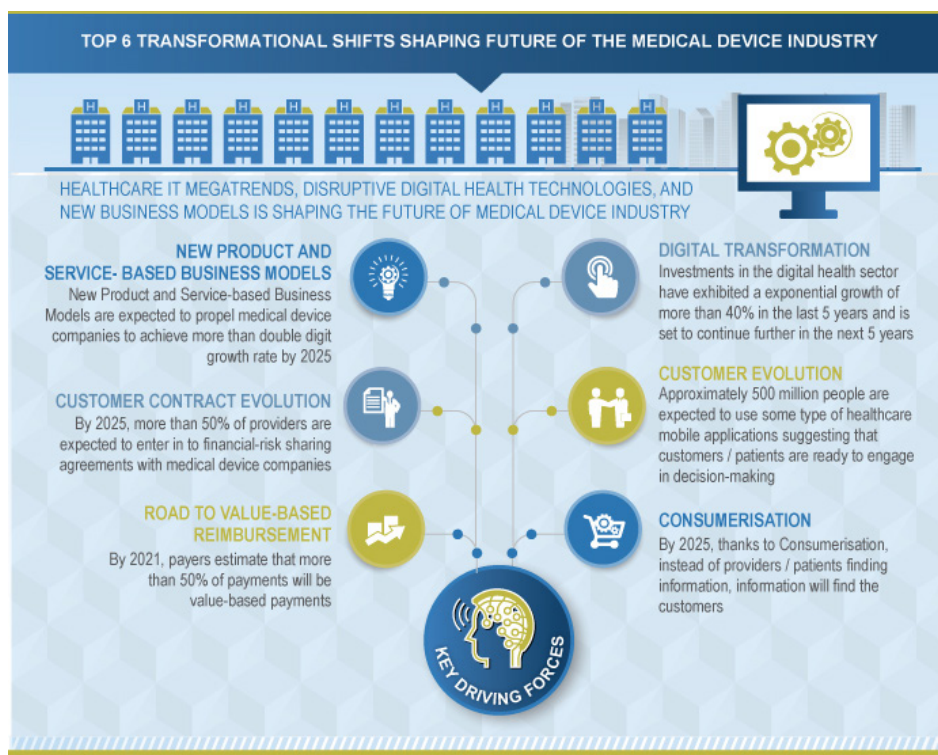 TOP 6 TRANSFORMATIONAL SHIFTS SHAPING FUTURE OF THE MEDICAL DEVICE INDUSTRY
H H H H H H H H H H H H
HEALTHCARE IT MEGATRENDS, DISRUPTIVE DIGITAL HEALTH TECHNOLOGIES, AND
NEW BUSINESS MODELS IS SHAPING THE FUTURE OF MEDICAL DEVICE INDUSTRY
NEW PRODUCT AND
SERVICE- BASED BUSINESS MODELS
New Product and Service-based Business
Models are expected to propel medical device
companies to achieve more than double digit
growth rate by 2025
CUSTOMER CONTRACT EVOLUTION
By 2025, more than 50% of providers are
expected to enter in to financial-risk sharing
agreements with medical device companies
ROAD TO VALUE-BASED
REIMBURSEMENT
By 2021, payers estimate that more
than 50% of payments will be
value-based payments
DIGITAL TRANSFORMATION
Investments in the digital health sector
have exhibited a exponential growth of
more than 40% in the last 5 years and is
set to continue further in the next 5 years
CUSTOMER EVOLUTION
Approximately 500 million people are
expected to use some type of healthcare
mobile applications suggesting that
customers / patients are ready to engage
in decision-making
CONSUMERISATION
By 2025, thanks to Consumerisation,
instead of providers / patients finding
information, information will find the
customers
KEY DRIVING FORCES